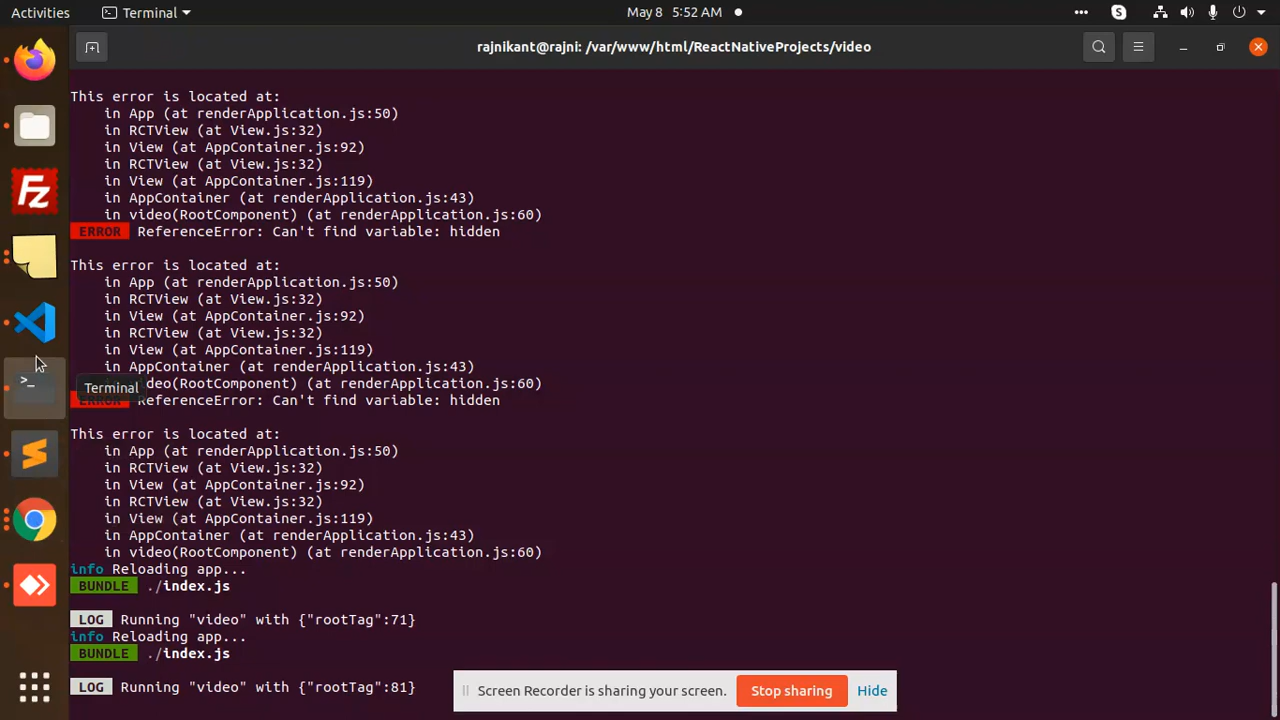 Activities
Terminal
May 8 5:52 AM
rajnikant@rajni: /var/www/html/ReactNativeProjects/video
This error is located at:
in App (at renderApplication.js:50)
in RCTView (at View.js:32)
in View (at AppContainer.js:92)
in RCTView (at View.js:32)
in View (at AppContainer.js:119)
in AppContainer (at renderApplication.js:43)
in video(RootComponent) (at renderApplication.js:60)
ERROR ReferenceError: Can't find variable: hidden
This error is located at:
in App (at renderApplication.js:50)
in RCTView (at View.js:32)
in View (at AppContainer.js:92)
in RCTView (at View.js:32)
in View (at AppContainer.js:119)
in AppContainer (at renderApplication.js:43)
video(RootComponent) (at renderApplication.js:60)
Terminal
ERROR ReferenceError: Can't find variable: hidden
This error is located at:
in App (at renderApplication.js:50)
in RCTView (at View.js:32)
in View (at AppContainer.js:92)
in RCTView (at View.js:32)
in View (at AppContainer.js:119)
in AppContainer (at renderApplication.js:43)
in video(RootComponent) (at renderApplication.js:60)
info Reloading app...
BUNDLE ./index.js
LOG Running "video" with {"rootTag":71}
info Reloading app...
BUNDLE ./index.js
LOG Running "video" with {"rootTag":81}
Screen Recorder is sharing your screen. Stop sharing Hide